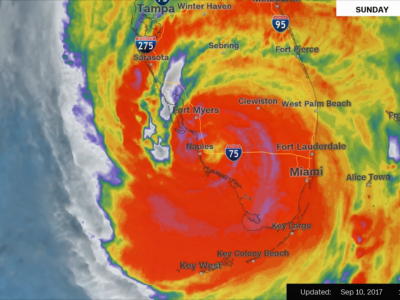 SUNDAY
Tampa
Winter Haven
95
275
Sebring
Fort Pierce
Sarasota
Clewiston
West Palm Beach
Fort Myers
Naples
75
Fort Lauderdale
Miami
Alice Town
Key Largo
Key Colony Beach
Key West
Updated: Sep 10, 2017